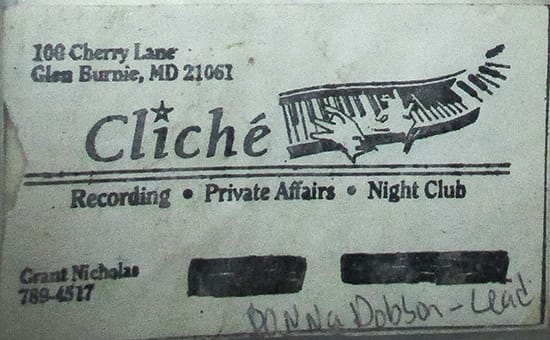 100 Cherry Lane
Glen Burnie, MD 21061
Cliché
Recording • Private Affairs • Night Club
Grant Nicholas
789-4517
Donna Dobson - Lead